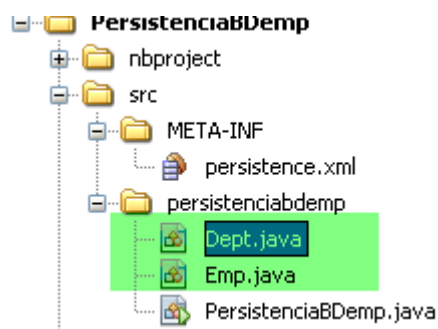 PersistenciaBDemp
nbproject
src
META-INF
persistence.xml
persistenciabdemp
Dept.java
Emp.java
PersistenciaBDemp.java